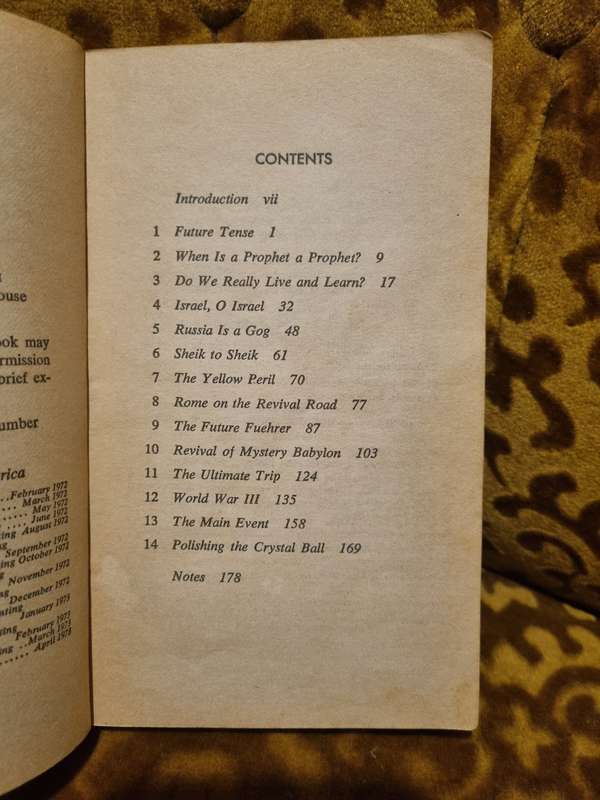 ouse
ook may
ermission
brief ex-
umber
rica
..February 1972
March 1972
May 1972
June 1972
ting August 1972
September 1972
ing October 1972
November 1972
December 1972
nting
January 1973
ting
February 1973
ing ..March 1973
April 1973
CONTENTS
Introduction vii
1 Future Tense 1
2 When Is a Prophet a Prophet? 9
3 Do We Really Live and Learn? 17
4 Israel, O Israel 32
5 Russia Is a Gog 48
6 Sheik to Sheik 61
7 The Yellow Peril 70
8 Rome on the Revival Road 77
9 The Future Fuehrer 87
10 Revival of Mystery Babylon 103
11 The Ultimate Trip 124
12 World War III 135
13 The Main Event 158
14 Polishing the Crystal Ball 169
Notes 178